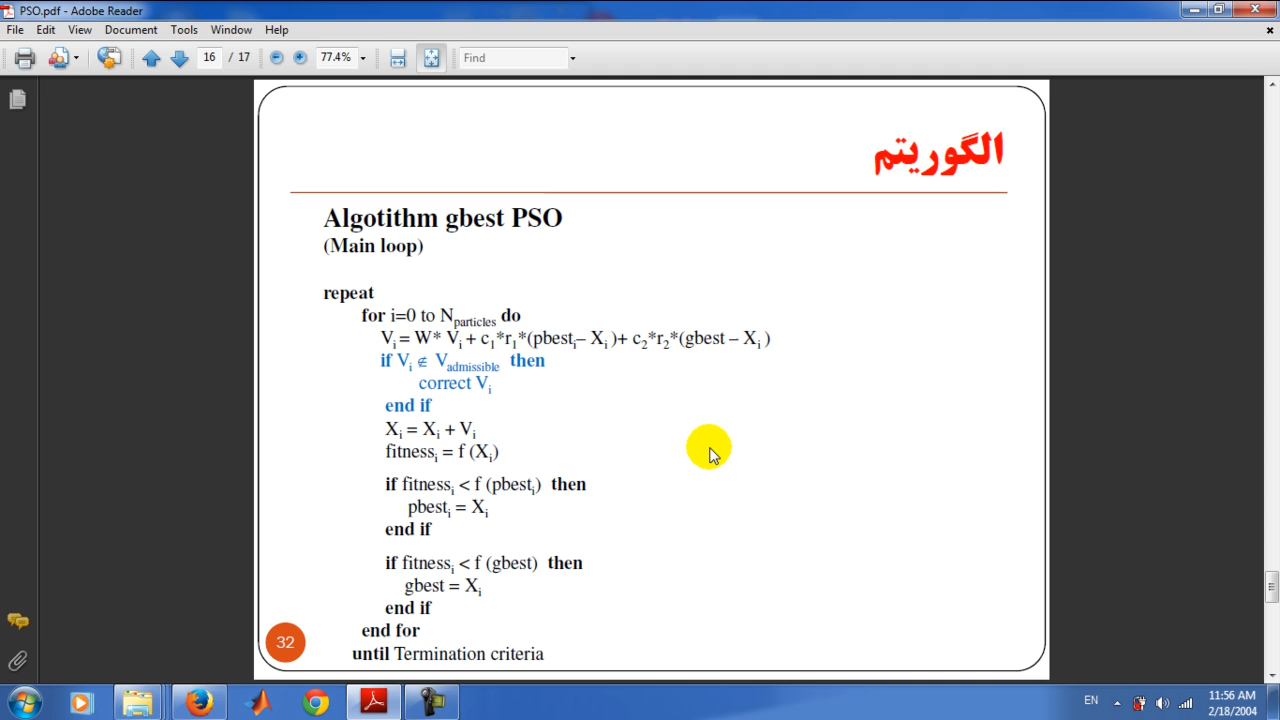 PSO.pdf - Adobe Reader
File Edit View Document Tools Window Help
16 / 17 77.4% Find
الگوریتم
Algotithm gbest PSO
(Main loop)
repeat
for i=0 to Nparticles do
Vi = W* Vi + c1*r1*(pbesti– Xi )+ c2*r2*(gbest – Xi )
if Vi ∉ Vadmissible then
correct Vi
end if
Xi = Xi + Vi
fitnessi = f (Xi)
if fitnessi < f (pbesti) then
pbesti = Xi
end if
if fitnessi < f (gbest) then
gbest = Xi
end if
end for
until Termination criteria
32
EN 11:56 AM
2/18/2004